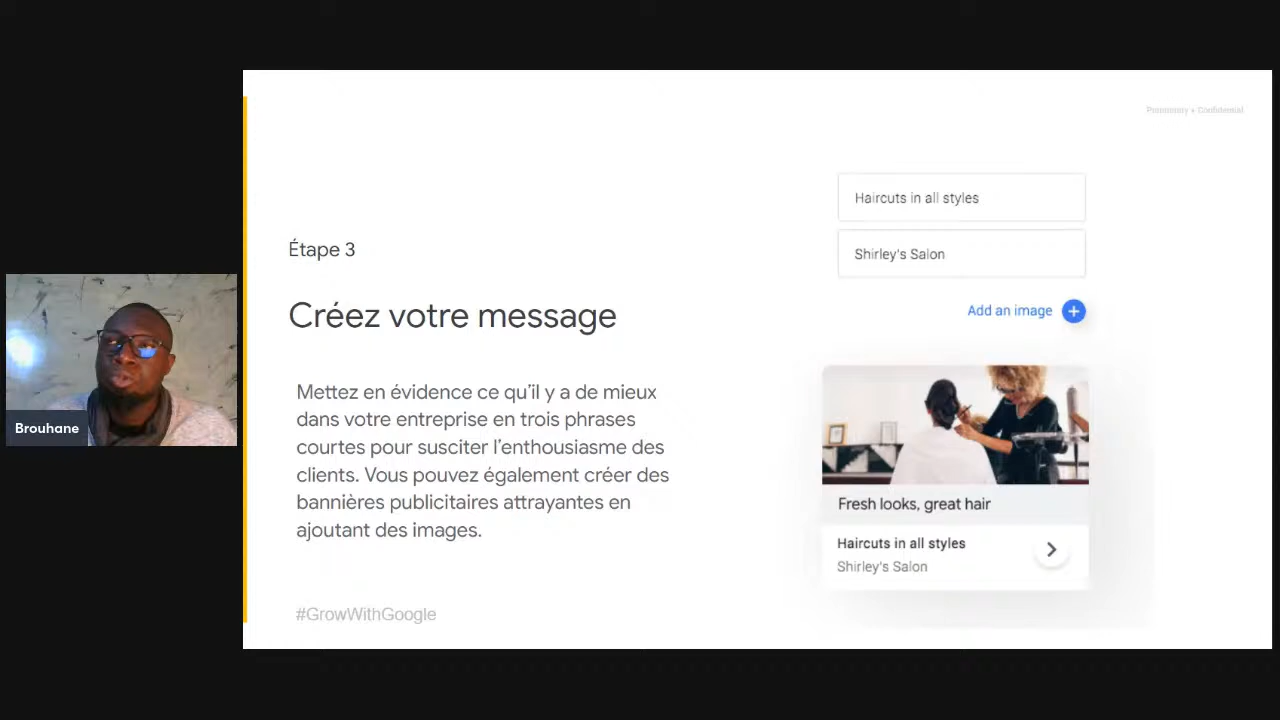 Proprietary + Confidential
Haircuts in all styles
Étape 3
Shirley's Salon
Créez votre message
Add an image
Mettez en évidence ce qu'il y a de mieux
dans votre entreprise en trois phrases
courtes pour susciter l'enthousiasme des
clients. Vous pouvez également créer des
bannières publicitaires attrayantes en
ajoutant des images.
Brouhane
Fresh looks, great hair
Haircuts in all styles
Shirley's Salon
#GrowWithGoogle